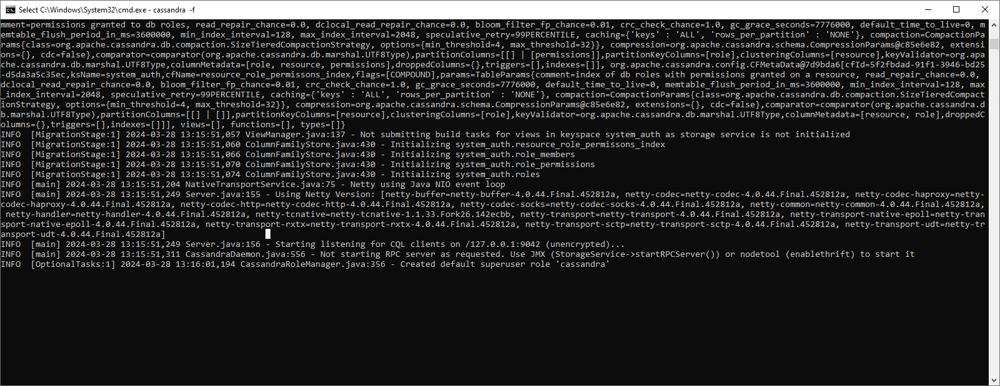 Select C:\Windows\System32\cmd.exe - cassandra  -f
mment=permissions granted to db roles, read_repair_chance=0.0, dclocal_read_repair_chance=0.0, bloom_filter_fp_chance=0.01, crc_check_chance=1.0, gc_grace_seconds=7776000, default_time_to_live=0, m
emtable_flush_period_in_ms=3600000, min_index_interval=128, max_index_interval=2048, speculative_retry=99PERCENTILE, caching={'keys' : 'ALL', 'rows_per_partition' : 'NONE'}, compaction=CompactionPa
rams{class=org.apache.cassandra.db.compaction.SizeTieredCompactionStrategy, options={min_threshold=4, max_threshold=32}}, compression=org.apache.cassandra.schema.CompressionParams@c85e6e82, extensi
ons={}, cdc=false},comparator=comparator(org.apache.cassandra.db.marshal.UTF8Type),partitionColumns=[[] | [permissions]],partitionKeyColumns=[role],clusteringColumns=[resource],keyValidator=org.apa
che.cassandra.db.marshal.UTF8Type,columnMetadata=[role, resource, permissions],droppedColumns={},triggers=[],indexes=[]], org.apache.cassandra.config.CFMetaData@7d9bda6[cfId=5f2fbdad-91f1-3946-bd25
-d5da3a5c35ec,ksName=system_auth,cfName=resource_role_permissons_index,flags=[COMPOUND],params=TableParams{comment=index of db roles with permissions granted on a resource, read_repair_chance=0.0, 
dclocal_read_repair_chance=0.0, bloom_filter_fp_chance=0.01, crc_check_chance=1.0, gc_grace_seconds=7776000, default_time_to_live=0, memtable_flush_period_in_ms=3600000, min_index_interval=128, max
_index_interval=2048, speculative_retry=99PERCENTILE, caching={'keys' : 'ALL', 'rows_per_partition' : 'NONE'}, compaction=CompactionParams{class=org.apache.cassandra.db.compaction.SizeTieredCompact
ionStrategy, options={min_threshold=4, max_threshold=32}}, compression=org.apache.cassandra.schema.CompressionParams@c85e6e82, extensions={}, cdc=false},comparator=comparator(org.apache.cassandra.d
b.marshal.UTF8Type),partitionColumns=[[] | []],partitionKeyColumns=[resource],clusteringColumns=[role],keyValidator=org.apache.cassandra.db.marshal.UTF8Type,columnMetadata=[resource, role],droppedC
olumns={},triggers=[],indexes=[]]], views=[], functions=[], types=[]}
INFO  [MigrationStage:1] 2024-03-28 13:15:51,057 ViewManager.java:137 - Not submitting build tasks for views in keyspace system_auth as storage service is not initialized
INFO  [MigrationStage:1] 2024-03-28 13:15:51,060 ColumnFamilyStore.java:430 - Initializing system_auth.resource_role_permissons_index
INFO  [MigrationStage:1] 2024-03-28 13:15:51,066 ColumnFamilyStore.java:430 - Initializing system_auth.role_members
INFO  [MigrationStage:1] 2024-03-28 13:15:51,070 ColumnFamilyStore.java:430 - Initializing system_auth.role_permissions
INFO  [MigrationStage:1] 2024-03-28 13:15:51,074 ColumnFamilyStore.java:430 - Initializing system_auth.roles
INFO  [main] 2024-03-28 13:15:51,204 NativeTransportService.java:75 - Netty using Java NIO event loop
INFO  [main] 2024-03-28 13:15:51,249 Server.java:155 - Using Netty Version: [netty-buffer=netty-buffer-4.0.44.Final.452812a, netty-codec=netty-codec-4.0.44.Final.452812a, netty-codec-haproxy=netty-
codec-haproxy-4.0.44.Final.452812a, netty-codec-http=netty-codec-http-4.0.44.Final.452812a, netty-codec-socks=netty-codec-socks-4.0.44.Final.452812a, netty-common=netty-common-4.0.44.Final.452812a,
 netty-handler=netty-handler-4.0.44.Final.452812a, netty-tcnative=netty-tcnative-1.1.33.Fork26.142ecbb, netty-transport=netty-transport-4.0.44.Final.452812a, netty-transport-native-epoll=netty-tran
sport-native-epoll-4.0.44.Final.452812a, netty-transport-rxtx=netty-transport-rxtx-4.0.44.Final.452812a, netty-transport-sctp=netty-transport-sctp-4.0.44.Final.452812a, netty-transport-udt=netty-tr
ansport-udt-4.0.44.Final.452812a]
INFO  [main] 2024-03-28 13:15:51,249 Server.java:156 - Starting listening for CQL clients on /127.0.0.1:9042 (unencrypted)...
INFO  [main] 2024-03-28 13:15:51,311 CassandraDaemon.java:556 - Not starting RPC server as requested. Use JMX (StorageService->startRPCServer()) or nodetool (enablethrift) to start it
INFO  [OptionalTasks:1] 2024-03-28 13:16:01,194 CassandraRoleManager.java:356 - Created default superuser role 'cassandra'